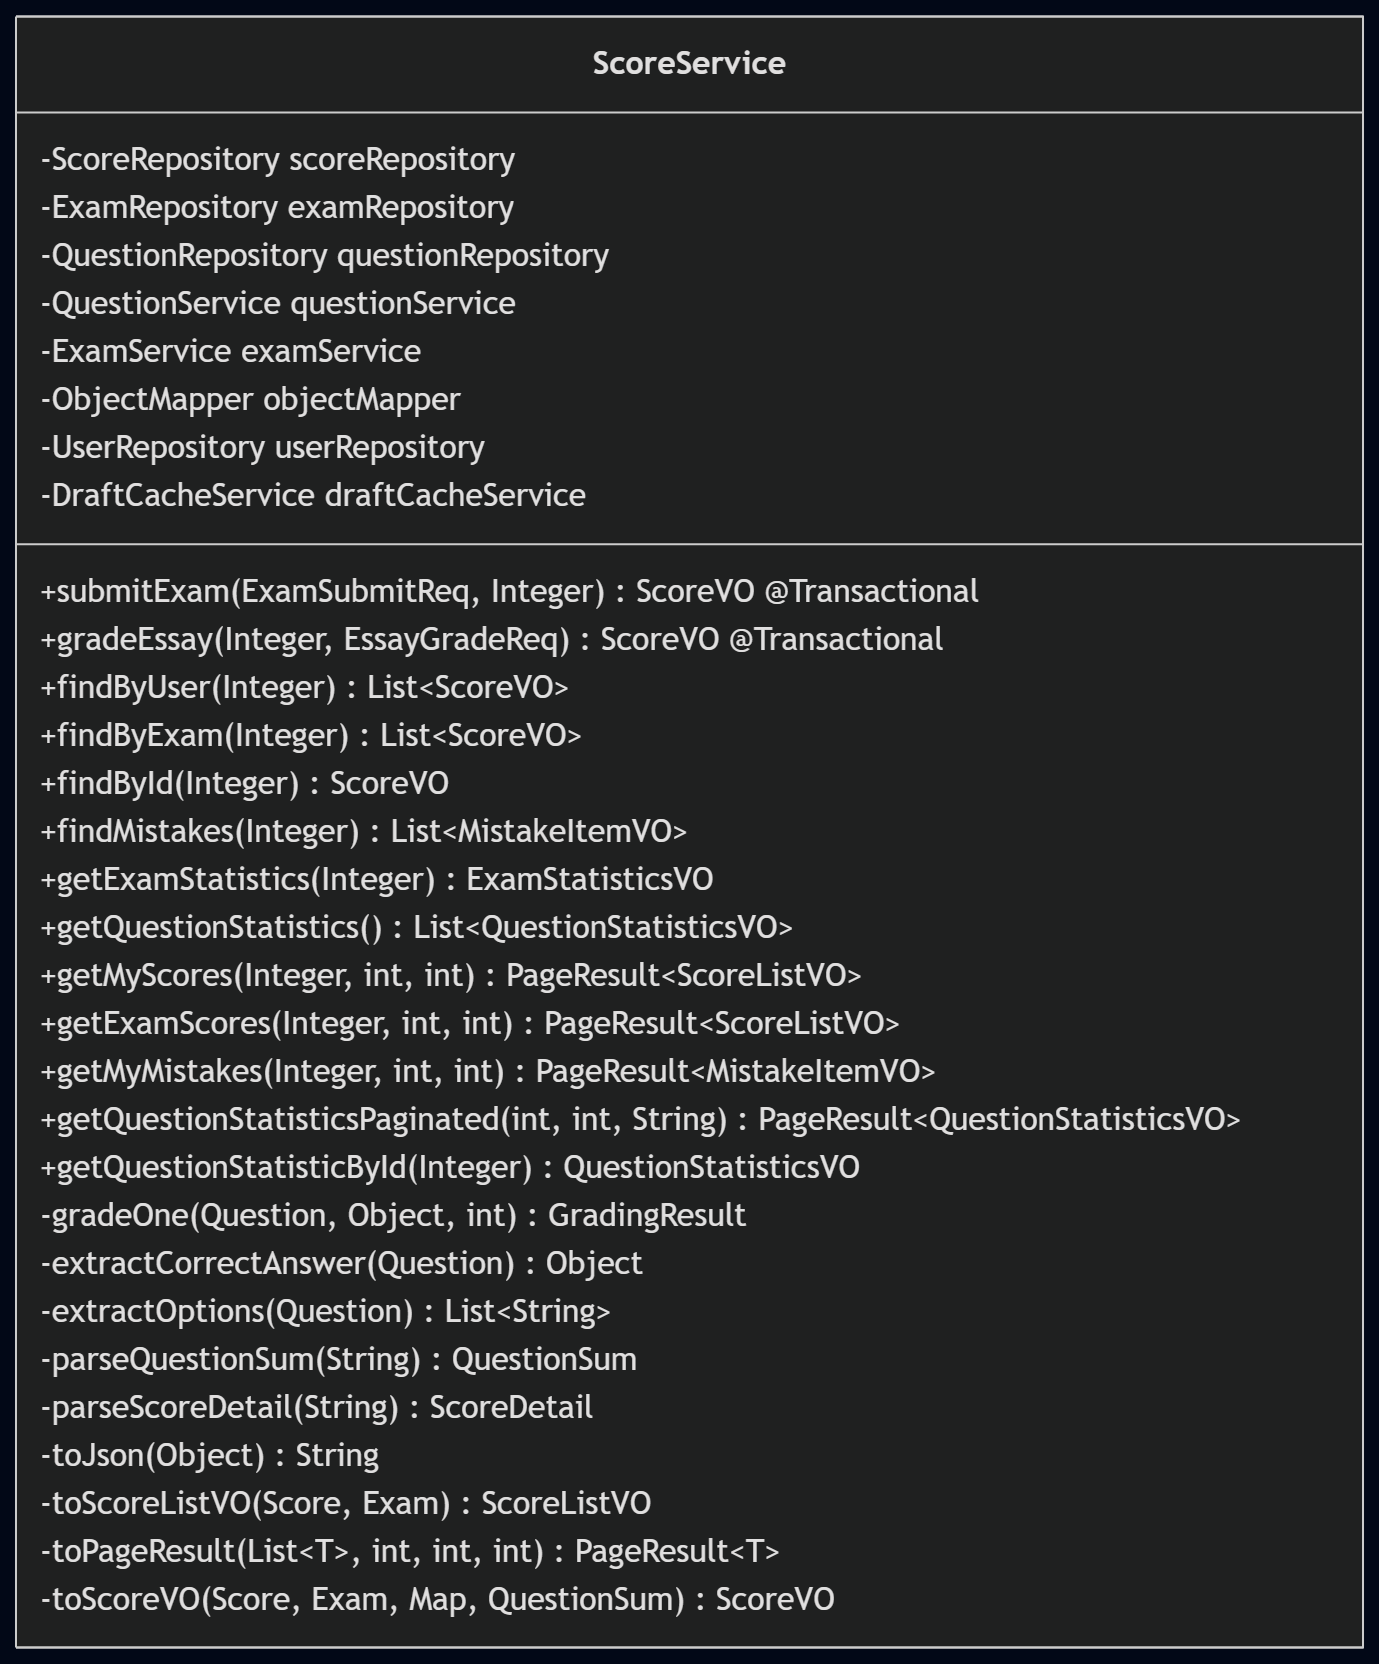 ScoreService
-ScoreRepository scoreRepository
-ExamRepository examRepository
-QuestionRepository questionRepository
-QuestionService questionService
-ExamService examService
-ObjectMapper objectMapper
-UserRepository userRepository
-DraftCacheService draftCacheService
+submitExam(ExamSubmitReq, Integer) : ScoreVO @Transactional
+gradeEssay(Integer, EssayGradeReq) : ScoreVO @Transactional
+findByUser(Integer) : List<ScoreVO>
+findByExam(Integer) : List<ScoreVO>
+findById(Integer) : ScoreVO
+findMistakes(Integer) : List<MistakeItemVO>
+getExamStatistics(Integer) : ExamStatisticsVO
+getQuestionStatistics() : List<QuestionStatisticsVO>
+getMyScores(Integer, int, int) : PageResult<ScoreListVO>
+getExamScores(Integer, int, int) : PageResult<ScoreListVO>
+getMyMistakes(Integer, int, int) : PageResult<MistakeItemVO>
+getQuestionStatisticsPaginated(int, int, String) : PageResult<QuestionStatisticsVO>
+getQuestionStatisticById(Integer) : QuestionStatisticsVO
-gradeOne(Question, Object, int) : GradingResult
-extractCorrectAnswer(Question) : Object
-extractOptions(Question) : List<String>
-parseQuestionSum(String) : QuestionSum
-parseScoreDetail(String) : ScoreDetail
-toJson(Object) : String
-toScoreListVO(Score, Exam) : ScoreListVO
-toPageResult(List<T>, int, int, int) : PageResult<T>
-toScoreVO(Score, Exam, Map, QuestionSum) : ScoreVO